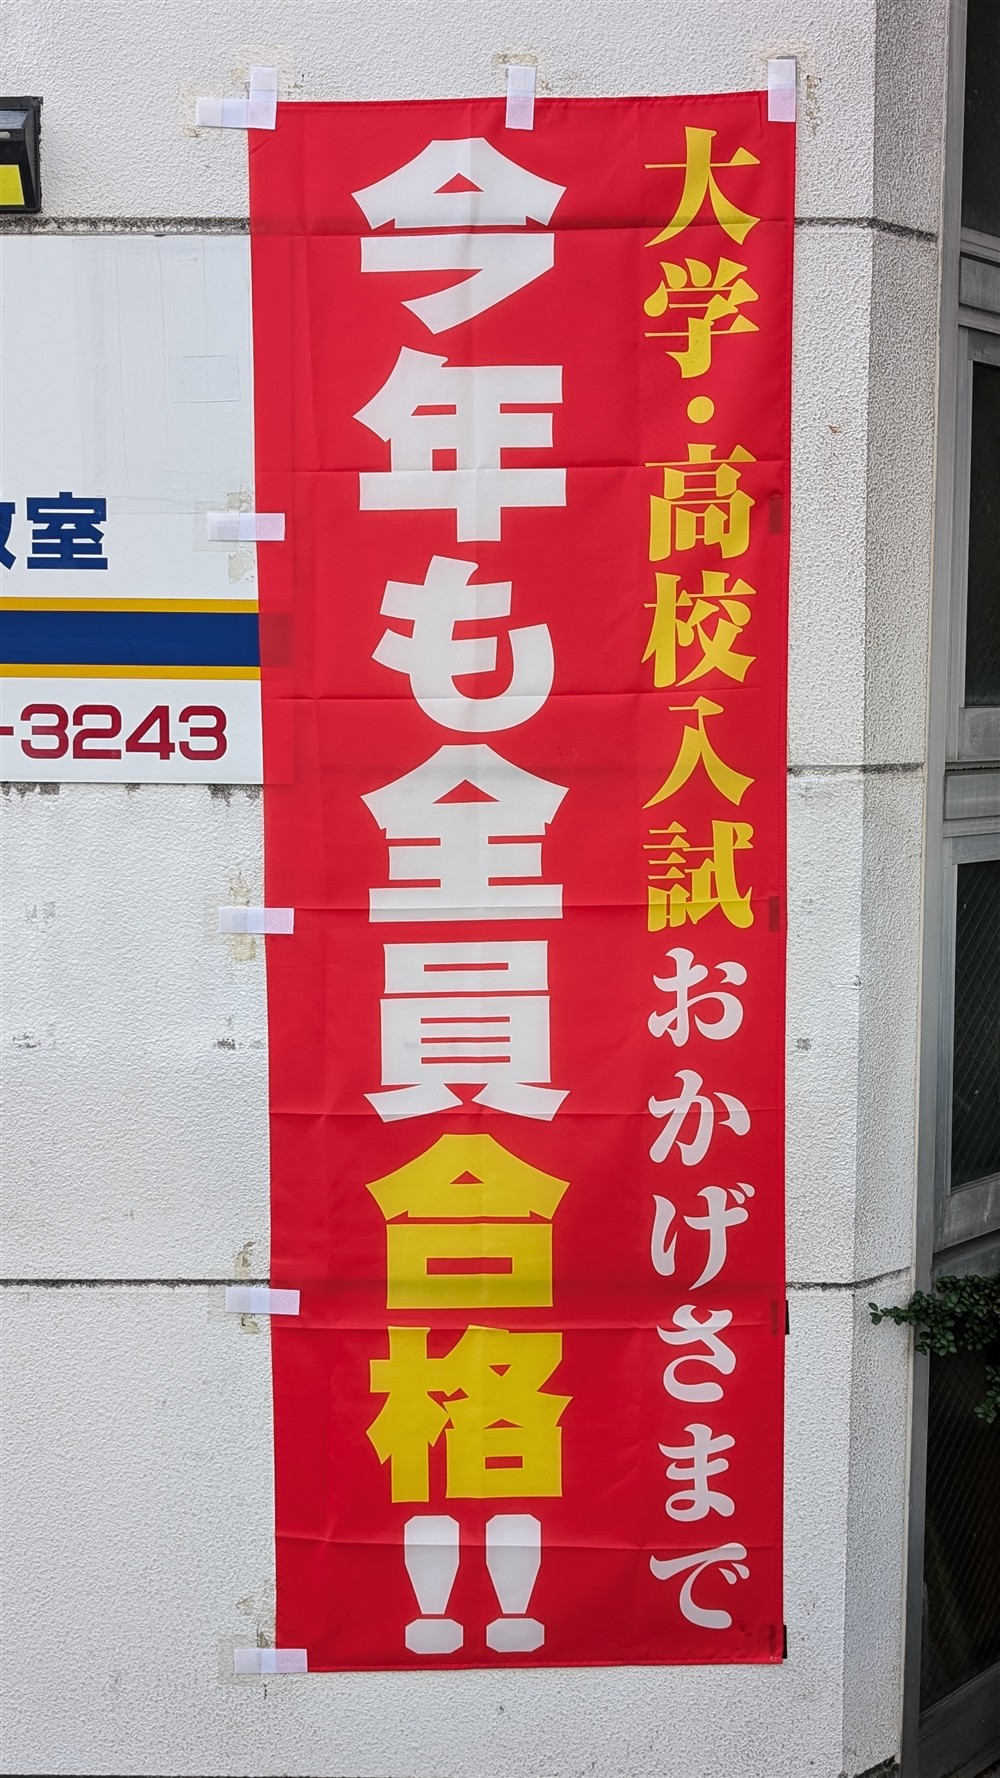 大学・高校入試おかげさまで
今年も全員合格!!
室
-3243